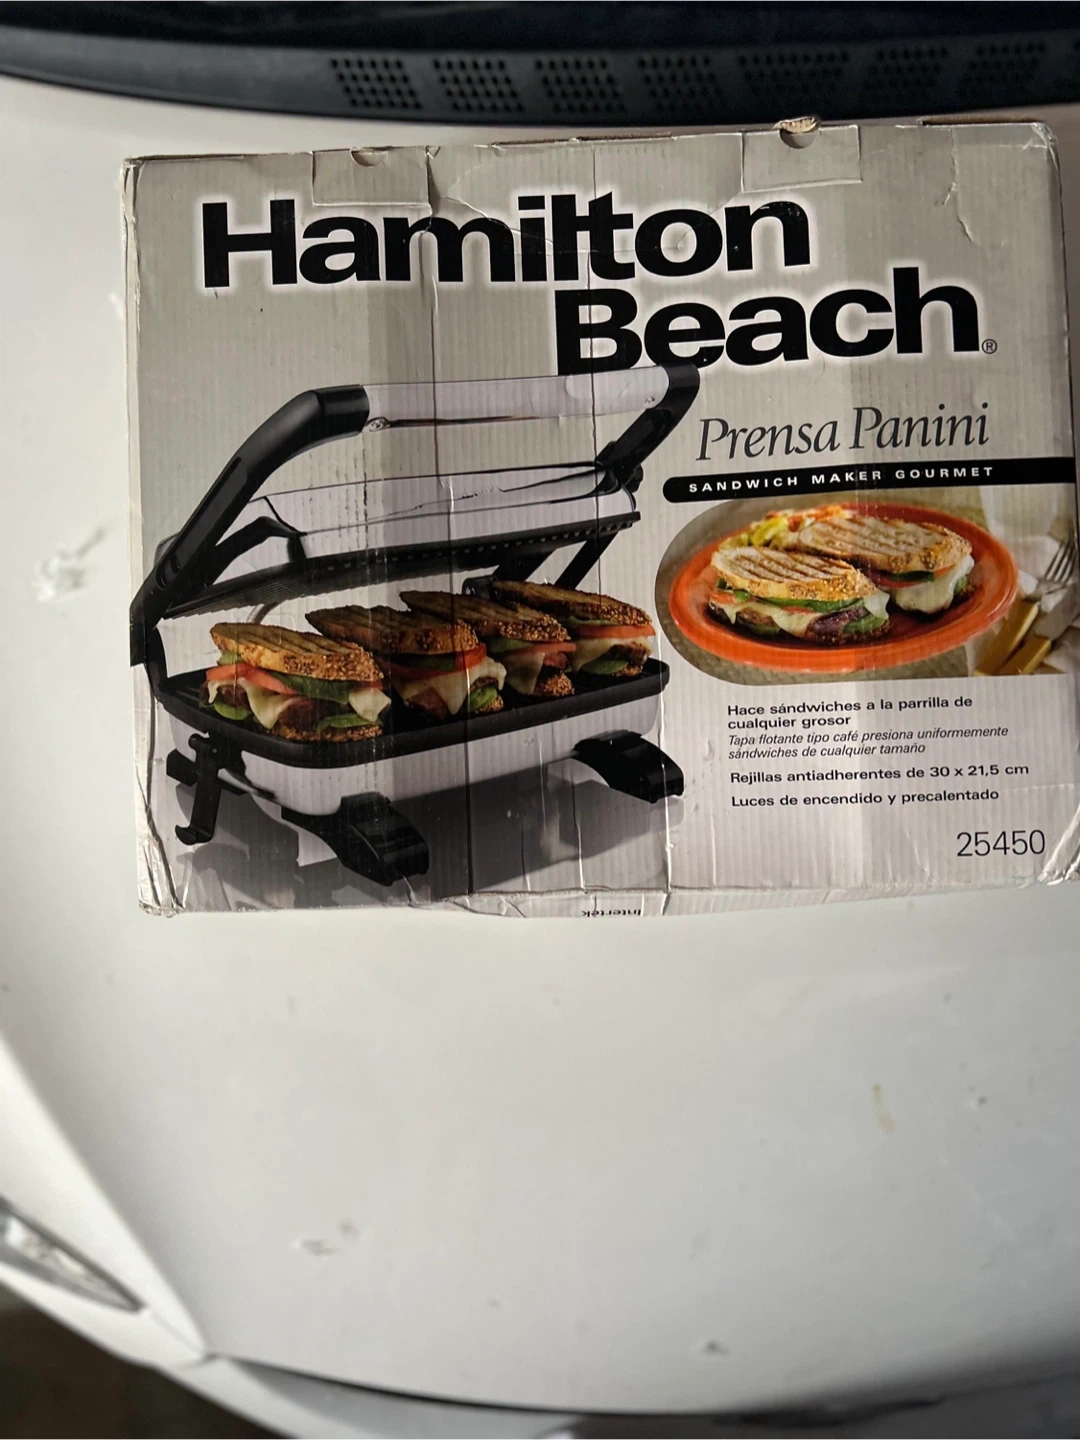 Hamilton
Beach®
Prensa Panini
SANDWICH MAKER GOURMET
Hace sándwiches a la parrilla de
cualquier grosor
Tapa flotante tipo café presiona uniformemente
sándwiches de cualquier tamaño
Rejillas antiadherentes de 30 x 21,5 cm
Luces de encendido y precalentado
25450
Intertek